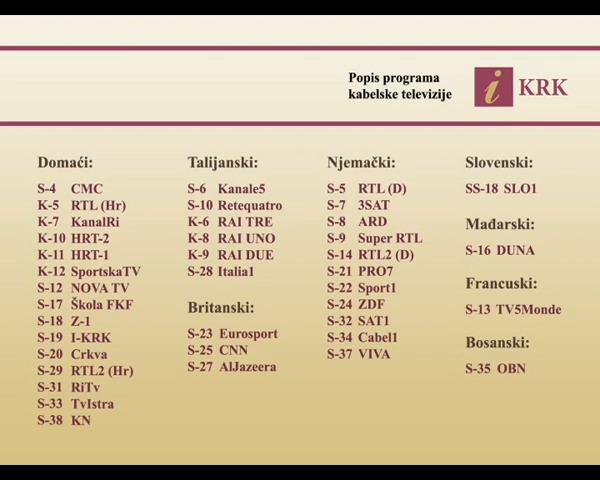 Popis programa
kabelske televizije
i KRK
Domaći:
S-4 CMC
K-5 RTL (Hr)
K-7 KanalRi
K-10 HRT-2
K-11 HRT-1
K-12 SportskaTV
S-12 NOVA TV
S-17 Škola FKF
S-18 Z-1
S-19 I-KRK
S-20 Crkva
S-29 RTL2 (Hr)
S-31 RiTv
S-33 TvIstra
S-38 KN
Talijanski:
S-6 Kanale5
S-10 Retequatro
K-6 RAI TRE
K-8 RAI UNO
K-9 RAI DUE
S-28 Italia1
Britanski:
S-23 Eurosport
S-25 CNN
S-27 AlJazeera
Njemački:
S-5 RTL (D)
S-7 3SAT
S-8 ARD
S-9 Super RTL
S-14 RTL2 (D)
S-21 PRO7
S-22 Sport1
S-24 ZDF
S-32 SAT1
S-34 Cabel1
S-37 VIVA
Slovenski:
SS-18 SLO1
Mađarski:
S-16 DUNA
Francuski:
S-13 TV5Monde
Bosanski:
S-35 OBN